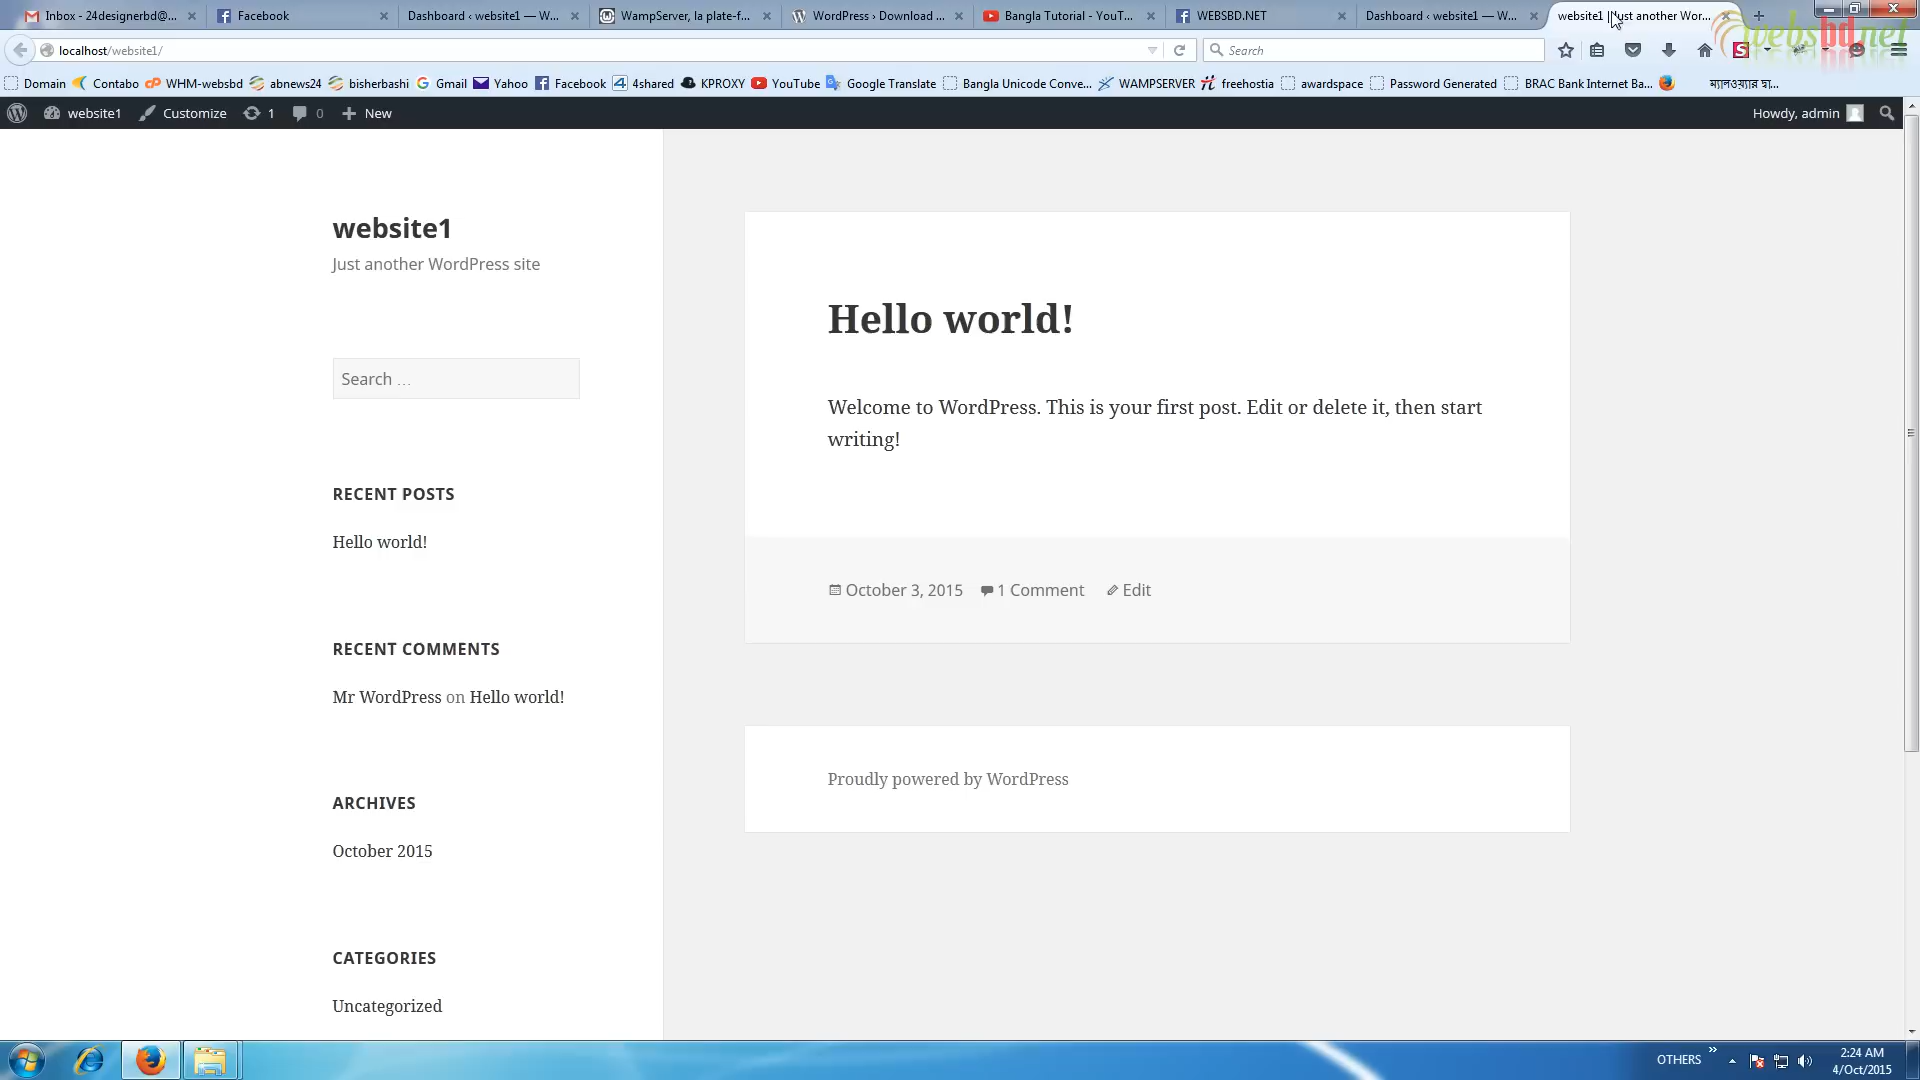 Inbox - 24designerbd@...
Facebook
Dashboard ‹ website1 — W...
WampServer, la plate-f...
WordPress › Download ...
Bangla Tutorial - YouT...
WEBSBD.NET
Dashboard ‹ website1 — W...
website1 | Just another Wor...
websbd.net
localhost/website1/
Search
Domain
Contabo
WHM-websbd
abnews24
bisherbashi
Gmail
Yahoo
Facebook
4shared
KPROXY
YouTube
Google Translate
Bangla Unicode Conve...
WAMPSERVER
freehostia
awardspace
Password Generated
BRAC Bank Internet Ba...
website1
Customize
1
0
New
Howdy, admin
website1
Just another WordPress site
Search ...
RECENT POSTS
Hello world!
RECENT COMMENTS
Mr WordPress on Hello world!
ARCHIVES
October 2015
CATEGORIES
Uncategorized
Hello world!
Welcome to WordPress. This is your first post. Edit or delete it, then start
writing!
October 3, 2015
1 Comment
Edit
Proudly powered by WordPress
OTHERS
2:24 AM
4/Oct/2015